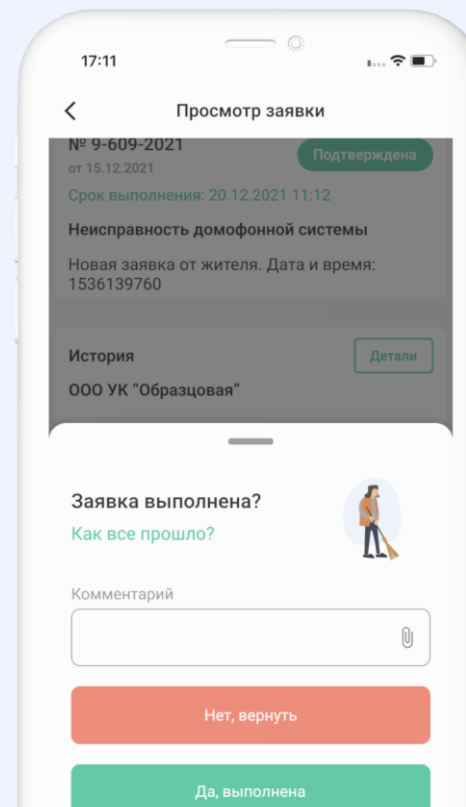 17:11
Просмотр заявки
№ 9-609-2021
Подтверждена
от 15.12.2021
Срок выполнения: 20.12.2021 11:12
Неисправность домофонной системы
Новая заявка от жителя. Дата и время:
1536139760
История
Детали
ООО УК "Образцовая"
Заявка выполнена?
Как все прошло?
Комментарий
Нет, вернуть
Да, выполнена